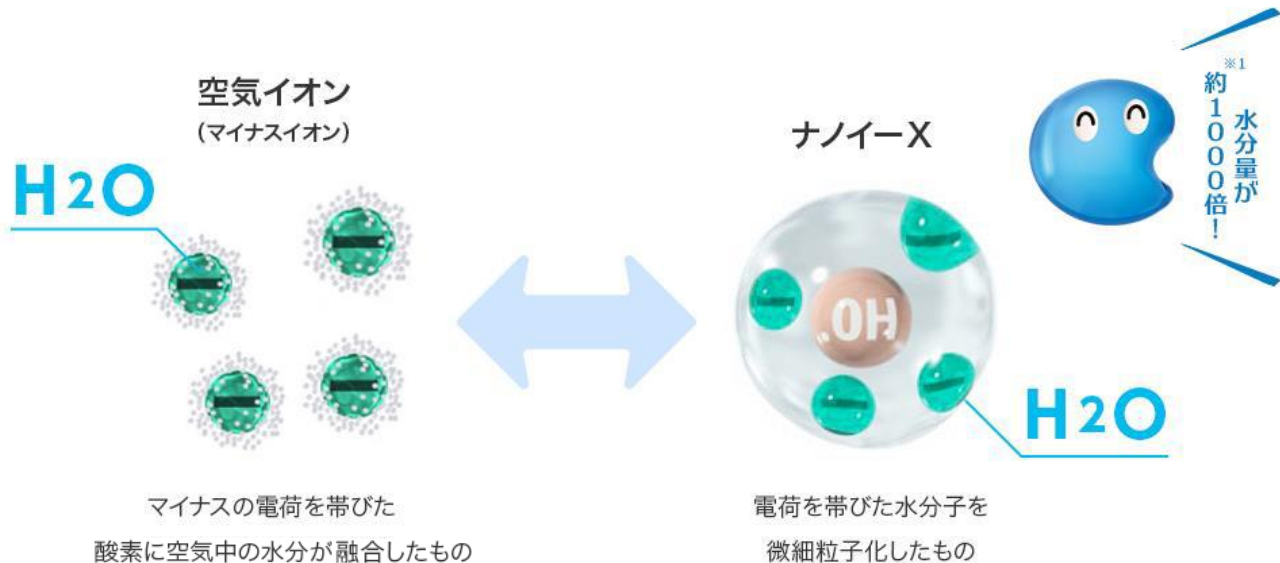 空気イオン
(マイナスイオン)
H2O
マイナスの電荷を帯びた
酸素に空気中の水分が融合したもの
ナノイーX
※1
水分量が
約1000倍!
.OH
H2O
電荷を帯びた水分子を
微細粒子化したもの